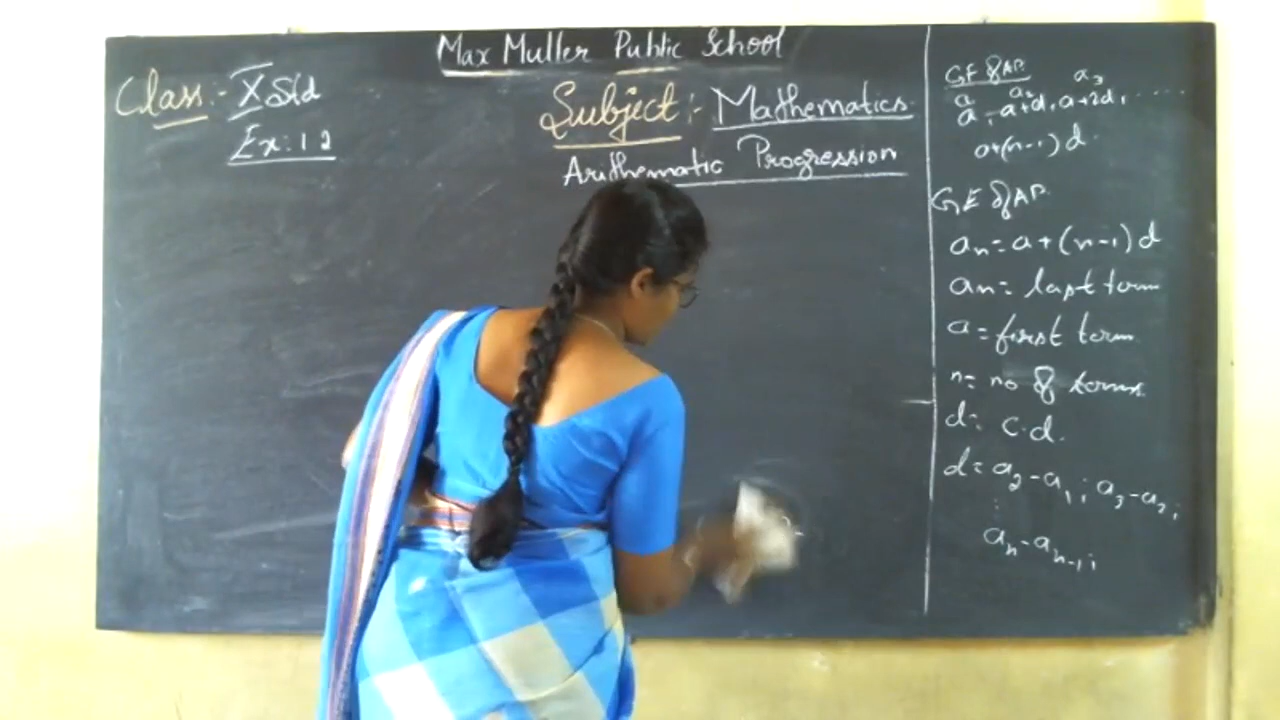 Max Muller Public School
Class:- X Std
Ex: 1.2
Subject:- Mathematics
Arithematic Progression
GF of AP.
a a₂ a₃
a, a+d, a+2d, .....
a+(n-1)d
GE of AP.
aₙ = a + (n-1) d
aₙ = last term
a = first term
n = no of terms
d = c.d.
d = a₂ - a₁; a₃ - a₂;
⋮
aₙ - aₙ₋₁;